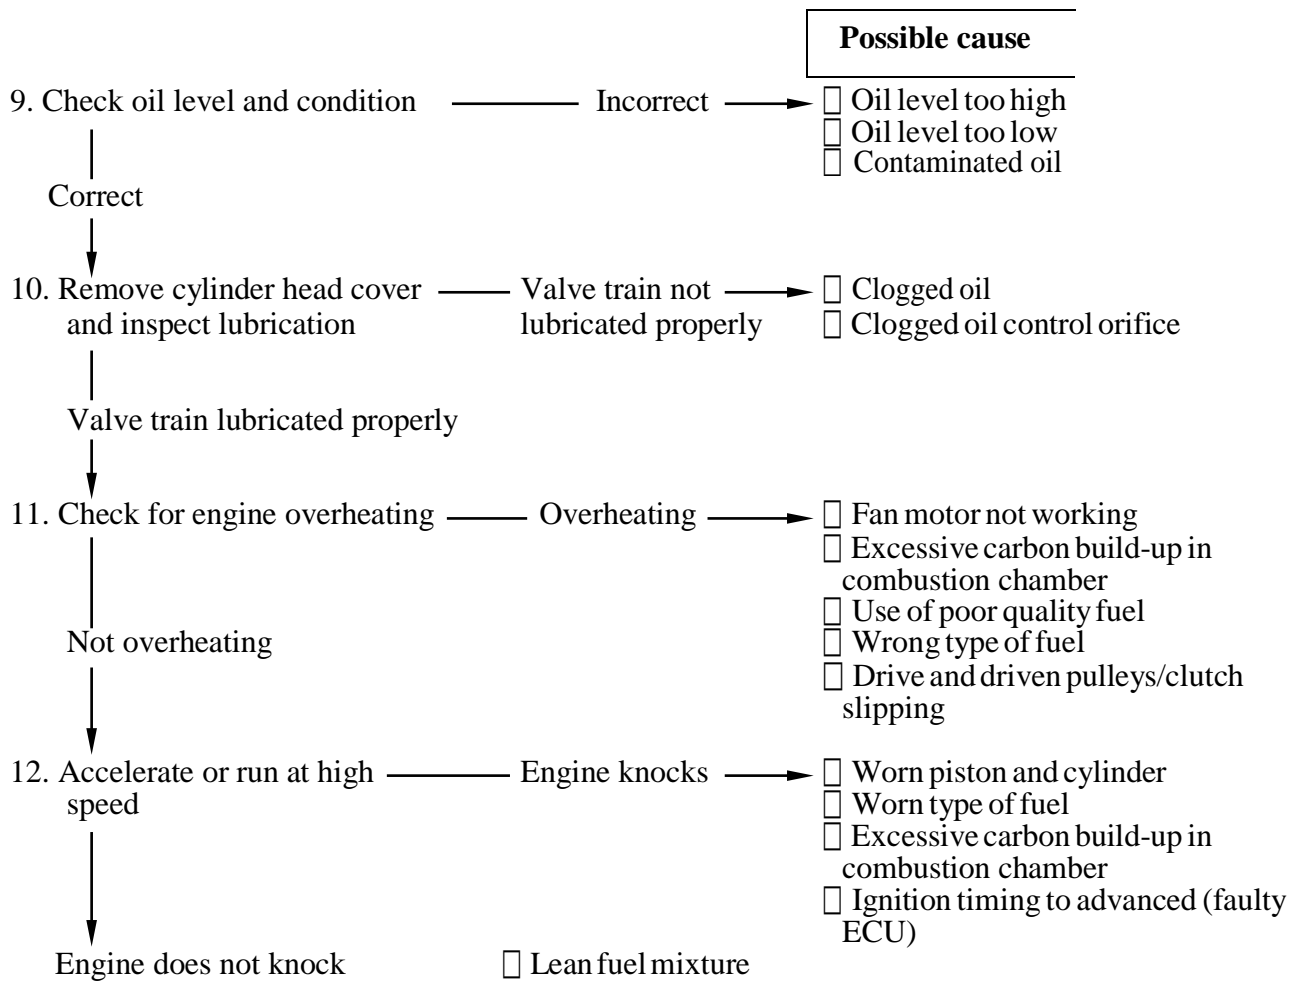 Possible cause
9. Check oil level and condition Incorrect
▯ Oil level too high
▯ Oil level too low
▯ Contaminated oil
Correct
10. Remove cylinder head cover
and inspect lubrication
Valve train not
lubricated properly
▯ Clogged oil
▯ Clogged oil control orifice
Valve train lubricated properly
11. Check for engine overheating Overheating
▯ Fan motor not working
▯ Excessive carbon build-up in
combustion chamber
▯ Use of poor quality fuel
▯ Wrong type of fuel
▯ Drive and driven pulleys/clutch
slipping
Not overheating
12. Accelerate or run at high
speed
Engine knocks
▯ Worn piston and cylinder
▯ Worn type of fuel
▯ Excessive carbon build-up in
combustion chamber
▯ Ignition timing to advanced (faulty
ECU)
Engine does not knock
▯ Lean fuel mixture